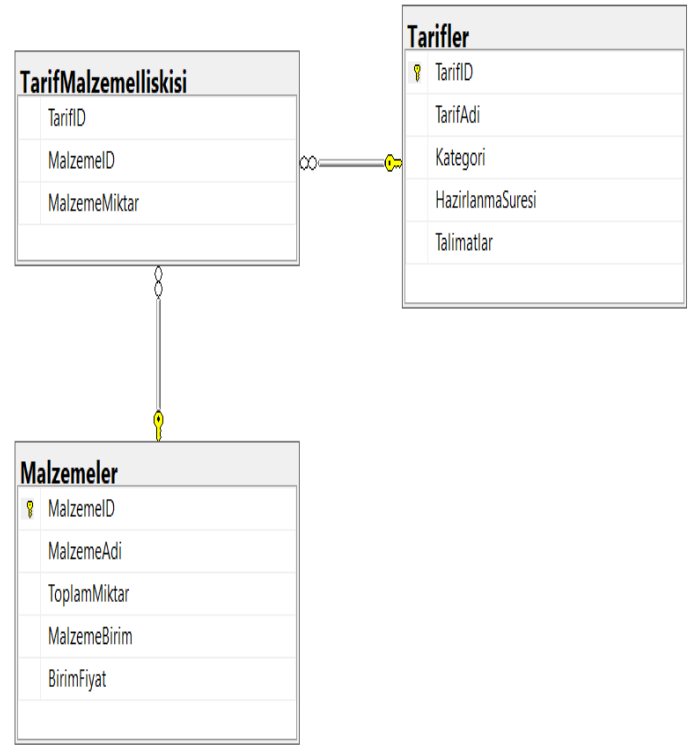 Tarifler
TarifID
TarifAdi
Kategori
HazirlanmaSuresi
Talimatlar
TarifMalzemeIliskisi
TarifID
MalzemeID
MalzemeMiktar
Malzemeler
MalzemeID
MalzemeAdi
ToplamMiktar
MalzemeBirim
BirimFiyat